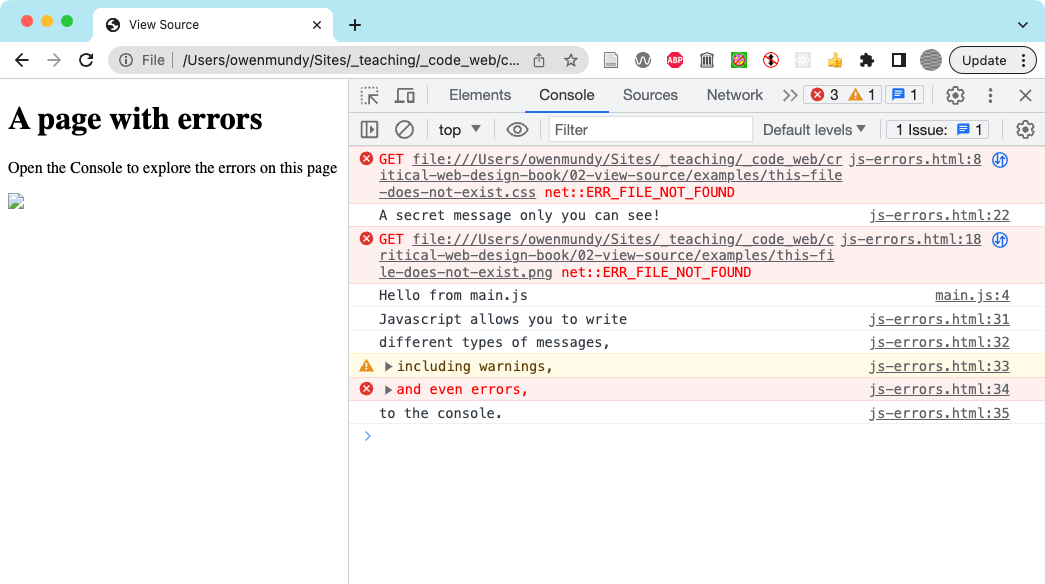 View Source
File
/Users/owenmundy/Sites/_teaching/_code_web/c...
ABP
Update
A page with errors
Open the Console to explore the errors on this page
Elements Console Sources Network 3 1 1
top Filter Default levels 1 Issue: 1
GET file:///Users/owenmundy/Sites/_teaching/_code_web/cr js-errors.html:8
itical-web-design-book/02-view-source/examples/this-file
-does-not-exist.css net::ERR_FILE_NOT_FOUND
A secret message only you can see! js-errors.html:22
GET file:///Users/owenmundy/Sites/_teaching/_code_web/c js-errors.html:18
ritical-web-design-book/02-view-source/examples/this-fi
le-does-not-exist.png net::ERR_FILE_NOT_FOUND
Hello from main.js main.js:4
Javascript allows you to write js-errors.html:31
different types of messages, js-errors.html:32
including warnings, js-errors.html:33
and even errors, js-errors.html:34
to the console. js-errors.html:35